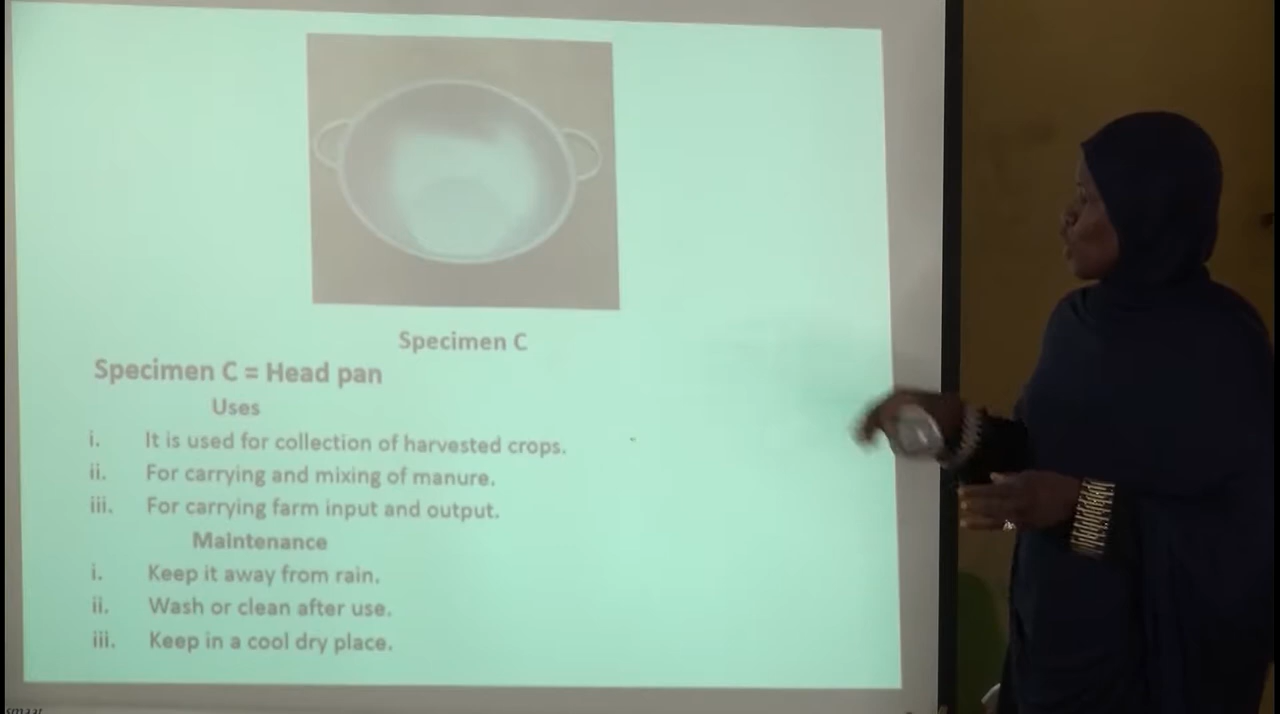 Specimen C
Specimen C = Head pan
Uses
i. It is used for collection of harvested crops.
ii. For carrying and mixing of manure.
iii. For carrying farm input and output.
Maintenance
i. Keep it away from rain.
ii. Wash or clean after use.
iii. Keep in a cool dry place.